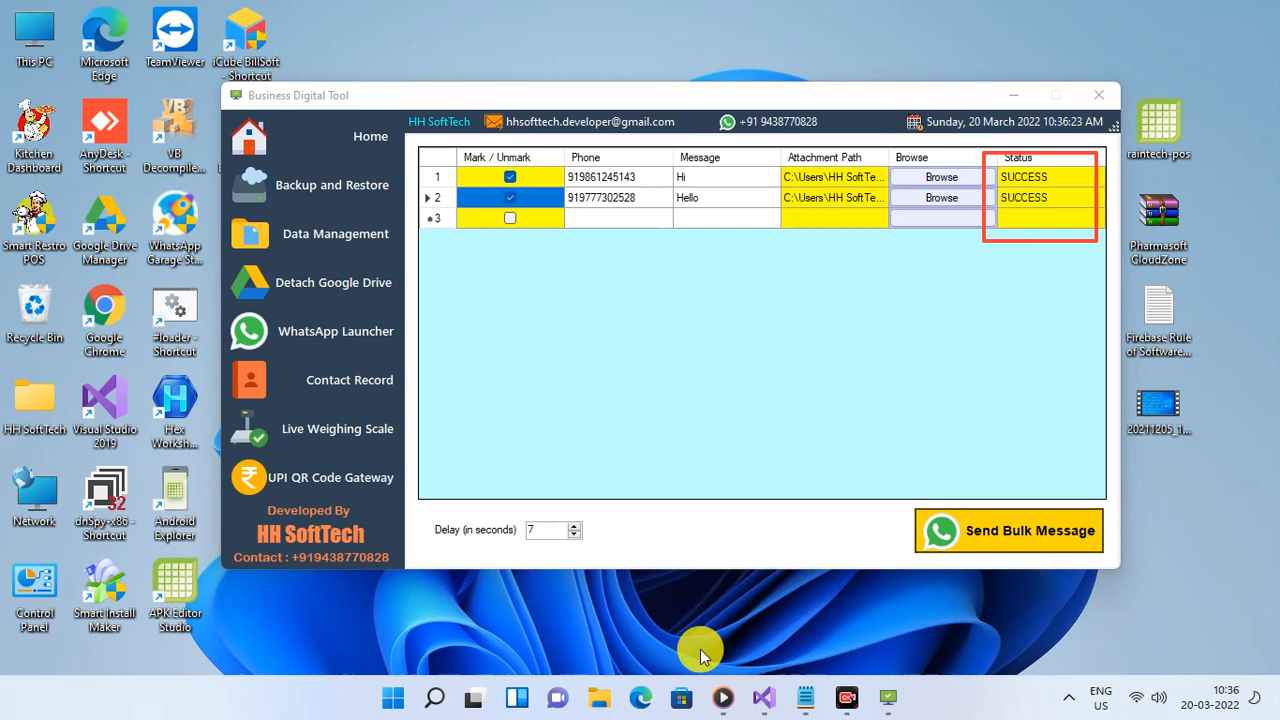 This PC
Microsoft
Edge
TeamViewer
iCube BillSoft
- Shortcut
Kitchen
Dashboard
AnyDesk -
Shortcut
VB
Decompile...
Smart Restro
POS
Google Drive
Manager
WhatsApp
Garage St...
Recycle Bin
Google
Chrome
#loader -
Shortcut
HH SoftTech
Visual Studio
2019
Hex
Worksh...
Network
32
dnSpy-x86 -
Shortcut
Android
Explorer
Control
Panel
Smart Install
Maker
APK Editor
Studio
Business Digital Tool
HH SoftTech hhsofttech.developer@gmail.com +91 9438770828 Sunday, 20 March 2022 10:36:23 AM
Home
Backup and Restore
Data Management
Detach Google Drive
WhatsApp Launcher
Contact Record
Live Weighing Scale
UPI QR Code Gateway
Developed By
HH SoftTech
Contact : +919438770828
Mark / Unmark Phone Message Attachment Path Browse Status
1 919861245143 Hi C:\Users\HH SoftTe... Browse SUCCESS
2 919777302528 Hello C:\Users\HH SoftTe... Browse SUCCESS
3
Delay (in seconds) 7
Send Bulk Message
raintech-pos
Pharmasoft
CloudZone
Firebase Rule
of Software...
20211205_1...
ENG
US
10:36
20-03-2022